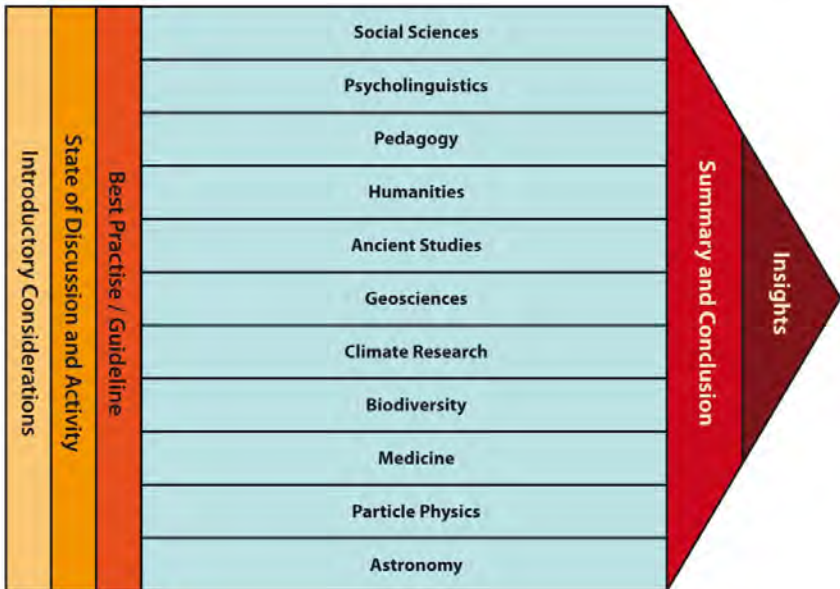 Introductory Considerations
State of Discussion and Activity
Best Practise / Guideline
Social Sciences
Psycholinguistics
Pedagogy
Humanities
Ancient Studies
Geosciences
Climate Research
Biodiversity
Medicine
Particle Physics
Astronomy
Summary and Conclusion
Insights